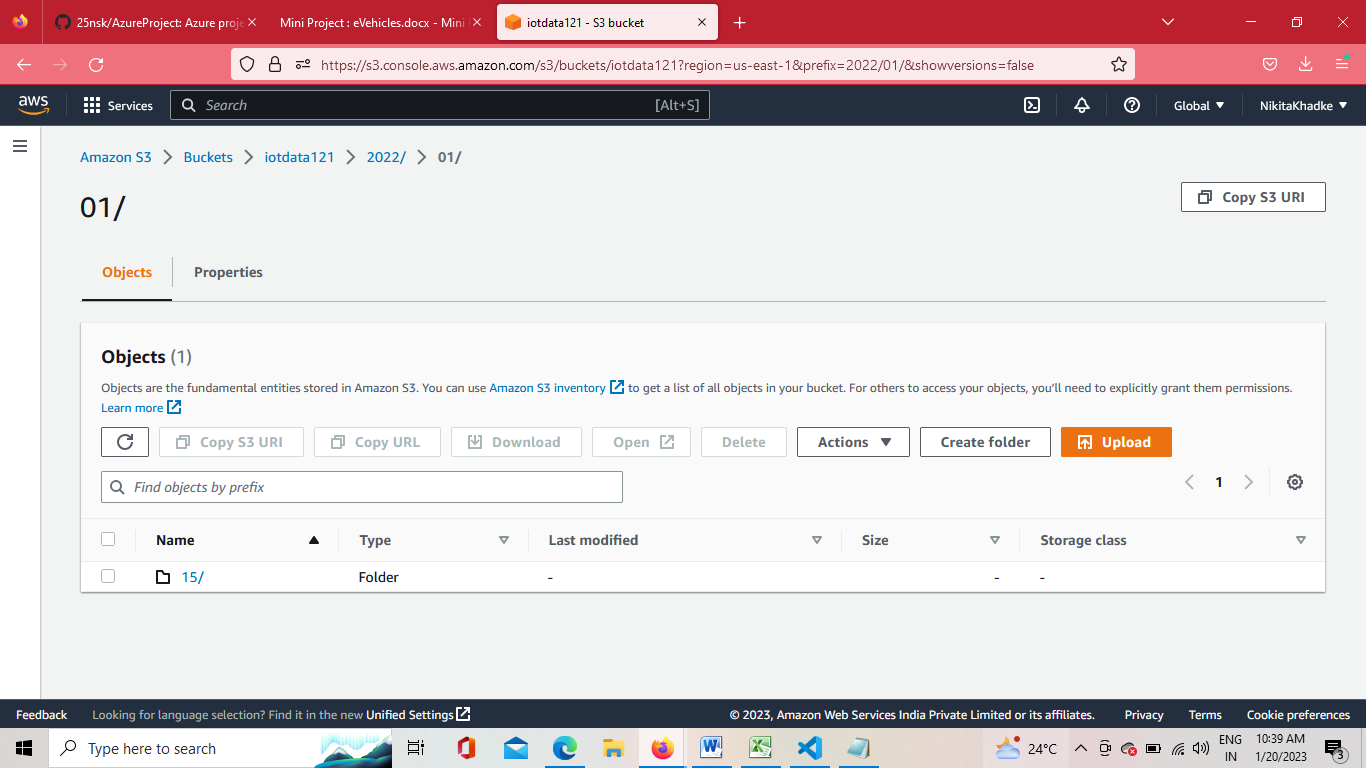 25nsk/AzureProject: Azure proje
Mini Project : eVehicles.docx - Mini
iotdata121 - S3 bucket
https://s3.console.aws.amazon.com/s3/buckets/iotdata121?region=us-east-1&prefix=2022/01/&showversions=false
aws
Services
Search
[Alt+S]
Global
NikitaKhadke
Amazon S3
Buckets
iotdata121
2022/
01/
01/
Copy S3 URI
Objects
Properties
Objects (1)
Objects are the fundamental entities stored in Amazon S3. You can use Amazon S3 inventory to get a list of all objects in your bucket. For others to access your objects, you'll need to explicitly grant them permissions.
Learn more
Copy S3 URI
Copy URL
Download
Open
Delete
Actions
Create folder
Upload
Find objects by prefix
1
Name
Type
Last modified
Size
Storage class
15/
Folder
-
-
-
Feedback
Looking for language selection? Find it in the new Unified Settings
© 2023, Amazon Web Services India Private Limited or its affiliates.
Privacy
Terms
Cookie preferences
Type here to search
24°C
ENG
IN
10:39 AM
1/20/2023
3